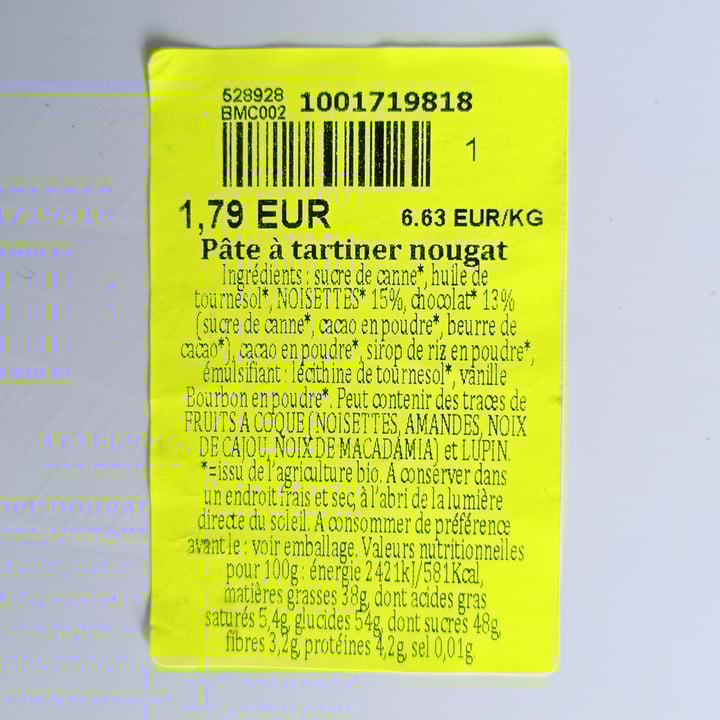 528928
BMC002
1001719818
1
1,79 EUR
6.63 EUR/KG
Pâte à tartiner nougat
Ingrédients : sucre de canne*, huile de
tournesol*, NOISETTES* 15%, chocolat* 13%
(sucre de canne*, cacao en poudre*, beurre de
cacao*), cacao en poudre*, sirop de riz en poudre*,
émulsifiant : lécithine de tournesol*, vanille
Bourbon en poudre*. Peut contenir des traces de
FRUITS A COQUE (NOISETTES, AMANDES, NOIX
DE CAJOU, NOIX DE MACADAMIA) et LUPIN.
*=issu de l'agriculture bio. A conserver dans
un endroit frais et sec, à l'abri de la lumière
directe du soleil. A consommer de préférence
avant le : voir emballage. Valeurs nutritionnelles
pour 100g : énergie 2421kJ/581Kcal,
matières grasses 38g, dont acides gras
saturés 5,4g, glucides 54g, dont sucres 48g,
fibres 3,2g, protéines 4,2g, sel 0,01g.